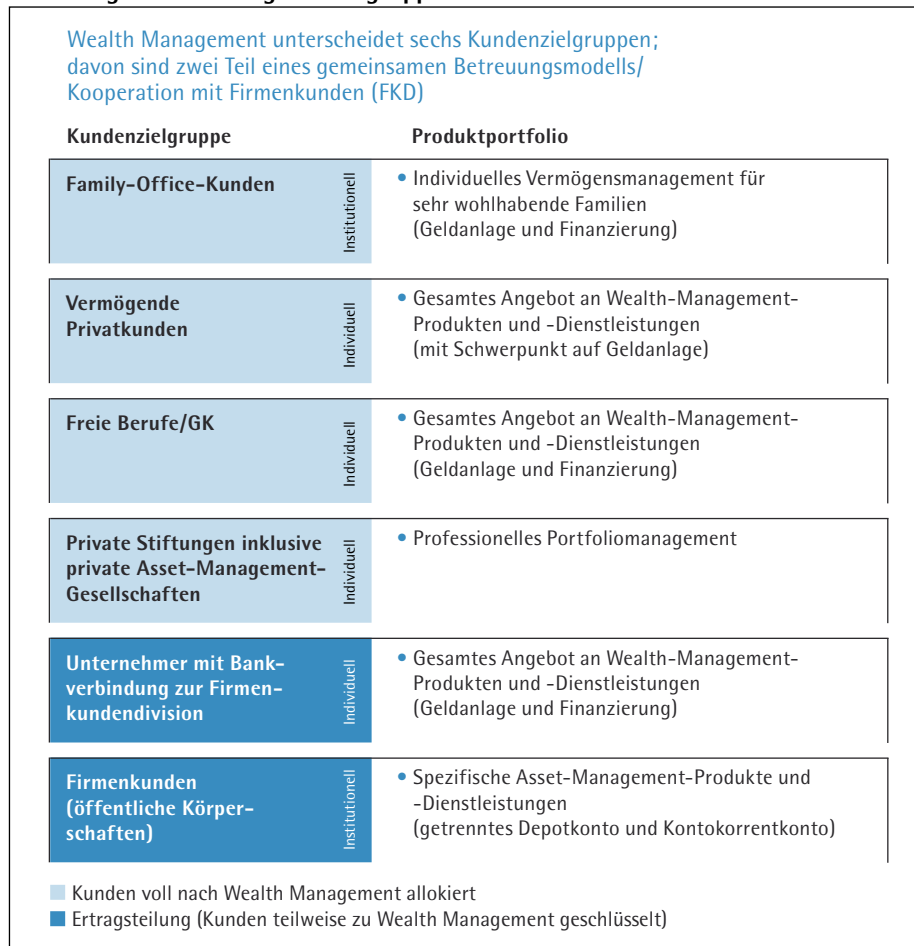 Wealth Management unterscheidet sechs Kundenzielgruppen;
davon sind zwei Teil eines gemeinsamen Betreuungsmodells/
Kooperation mit Firmenkunden (FKD)
Kundenzielgruppe
Produktportfolio
Family-Office-Kunden
Institutionell
• Individuelles Vermögensmanagement für
sehr wohlhabende Familien
(Geldanlage und Finanzierung)
Vermögende
Privatkunden
Individuell
• Gesamtes Angebot an Wealth-Management-
Produkten und -Dienstleistungen
(mit Schwerpunkt auf Geldanlage)
Freie Berufe/GK
Individuell
• Gesamtes Angebot an Wealth-Management-
Produkten und -Dienstleistungen
(Geldanlage und Finanzierung)
Private Stiftungen inklusive
private Asset-Management-
Gesellschaften
Individuell
• Professionelles Portfoliomanagement
Unternehmer mit Bank-
verbindung zur Firmen-
kundendivision
Individuell
• Gesamtes Angebot an Wealth-Management-
Produkten und -Dienstleistungen
(Geldanlage und Finanzierung)
Firmenkunden
(öffentliche Körper-
schaften)
Institutionell
• Spezifische Asset-Management-Produkte und
-Dienstleistungen
(getrenntes Depotkonto und Kontokorrentkonto)
Kunden voll nach Wealth Management allokiert
Ertragsteilung (Kunden teilweise zu Wealth Management geschlüsselt)